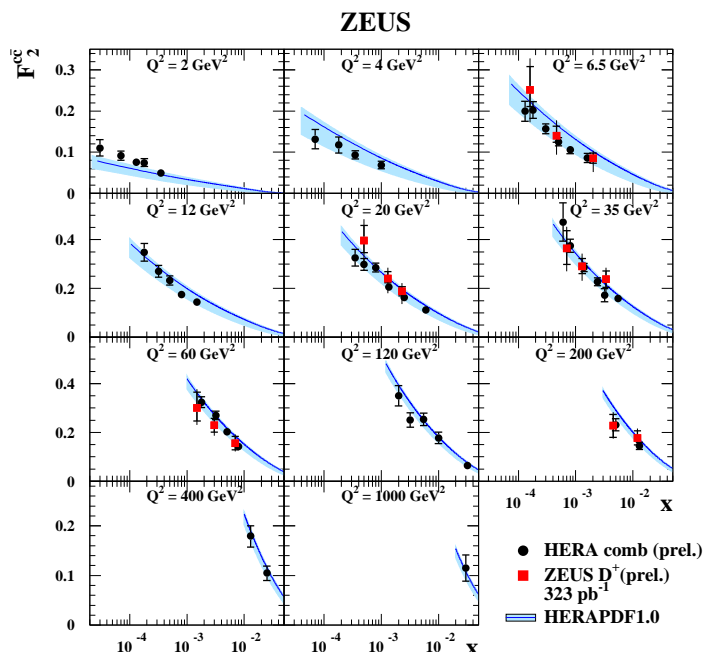 ZEUS
F₂^cc̄
Q² = 2 GeV² Q² = 4 GeV² Q² = 6.5 GeV²
0.3
0.2
0.1
0
Q² = 12 GeV² Q² = 20 GeV² Q² = 35 GeV²
0.4
0.2
0
Q² = 60 GeV² Q² = 120 GeV² Q² = 200 GeV²
0.4
0.2
0
10⁻⁴ 10⁻³ 10⁻² x
Q² = 400 GeV² Q² = 1000 GeV²
0.2
0.1
0
10⁻⁴ 10⁻³ 10⁻² 10⁻⁴ 10⁻³ 10⁻² x
HERA comb (prel.)
ZEUS D⁺(prel.)
323 pb⁻¹
HERAPDF1.0